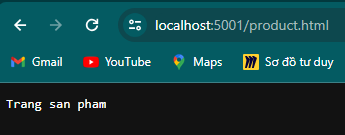 localhost:5001/product.html
Gmail YouTube Maps Sơ đồ tư duy
Trang san pham